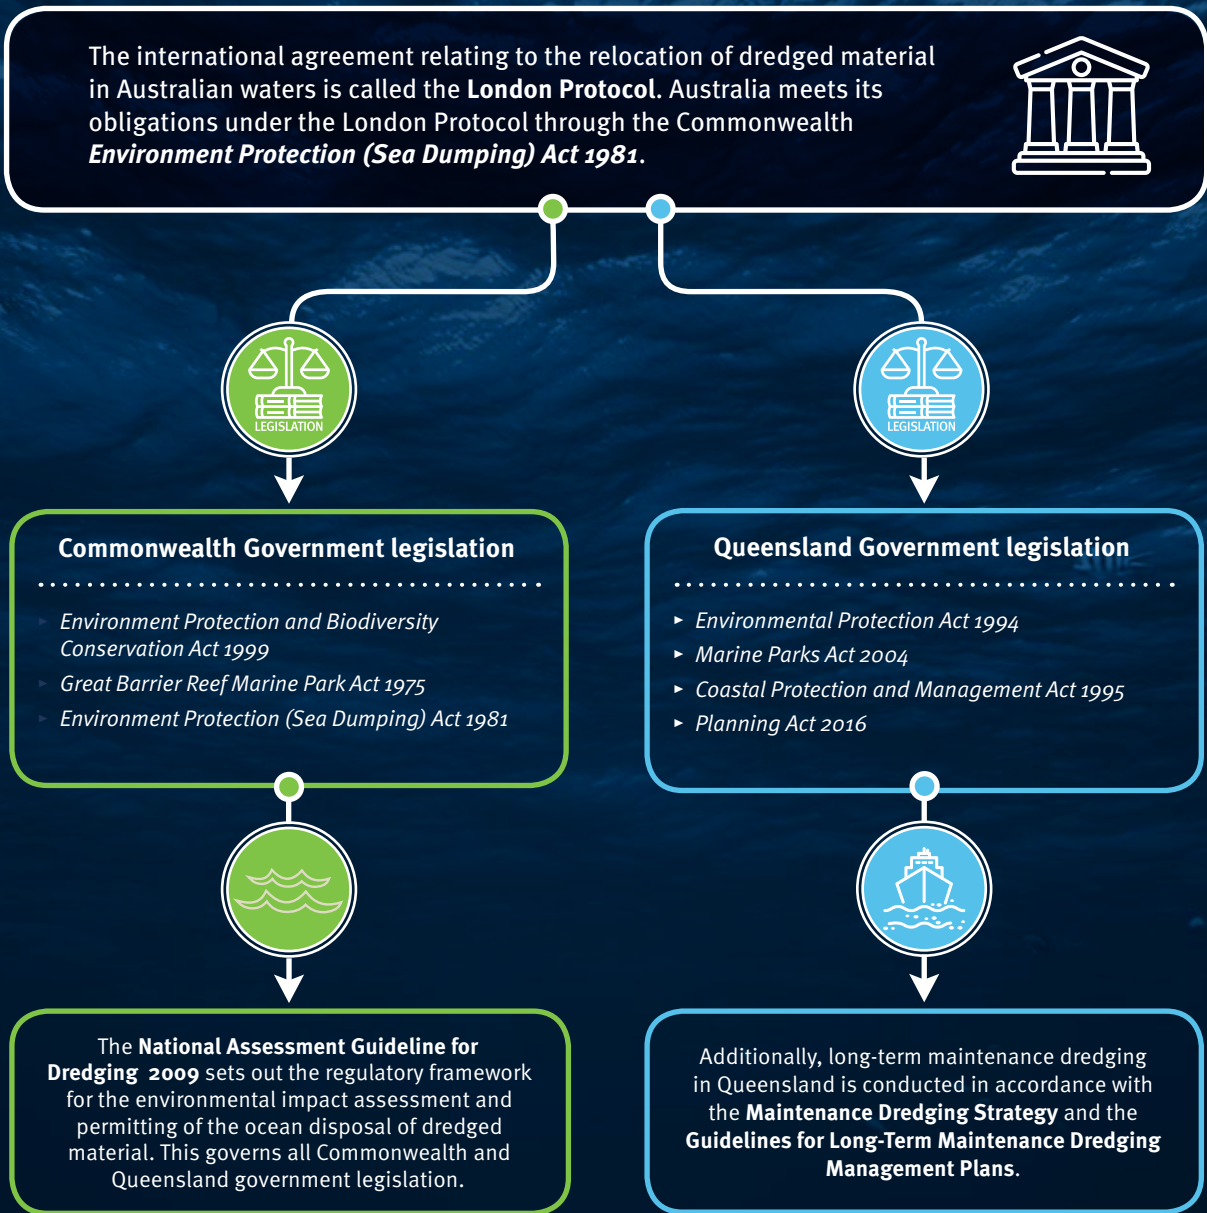 The international agreement relating to the relocation of dredged material
in Australian waters is called the London Protocol. Australia meets its
obligations under the London Protocol through the Commonwealth
Environment Protection (Sea Dumping) Act 1981.
LEGISLATION
Commonwealth Government legislation
► Environment Protection and Biodiversity
Conservation Act 1999
► Great Barrier Reef Marine Park Act 1975
► Environment Protection (Sea Dumping) Act 1981
The National Assessment Guideline for
Dredging 2009 sets out the regulatory framework
for the environmental impact assessment and
permitting of the ocean disposal of dredged
material. This governs all Commonwealth and
Queensland government legislation.
LEGISLATION
Queensland Government legislation
► Environmental Protection Act 1994
► Marine Parks Act 2004
► Coastal Protection and Management Act 1995
► Planning Act 2016
Additionally, long-term maintenance dredging
in Queensland is conducted in accordance with
the Maintenance Dredging Strategy and the
Guidelines for Long-Term Maintenance Dredging
Management Plans.